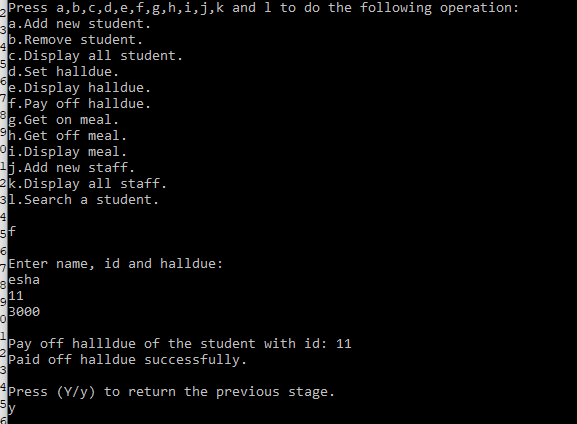 Press a,b,c,d,e,f,g,h,i,j,k and l to do the following operation:
a.Add new student.
b.Remove student.
c.Display all student.
d.Set halldue.
e.Display halldue.
f.Pay off halldue.
g.Get on meal.
h.Get off meal.
i.Display meal.
j.Add new staff.
k.Display all staff.
l.Search a student.
f
Enter name, id and halldue:
esha
11
3000
Pay off hallldue of the student with id: 11
Paid off halldue successfully.
Press (Y/y) to return the previous stage.
y